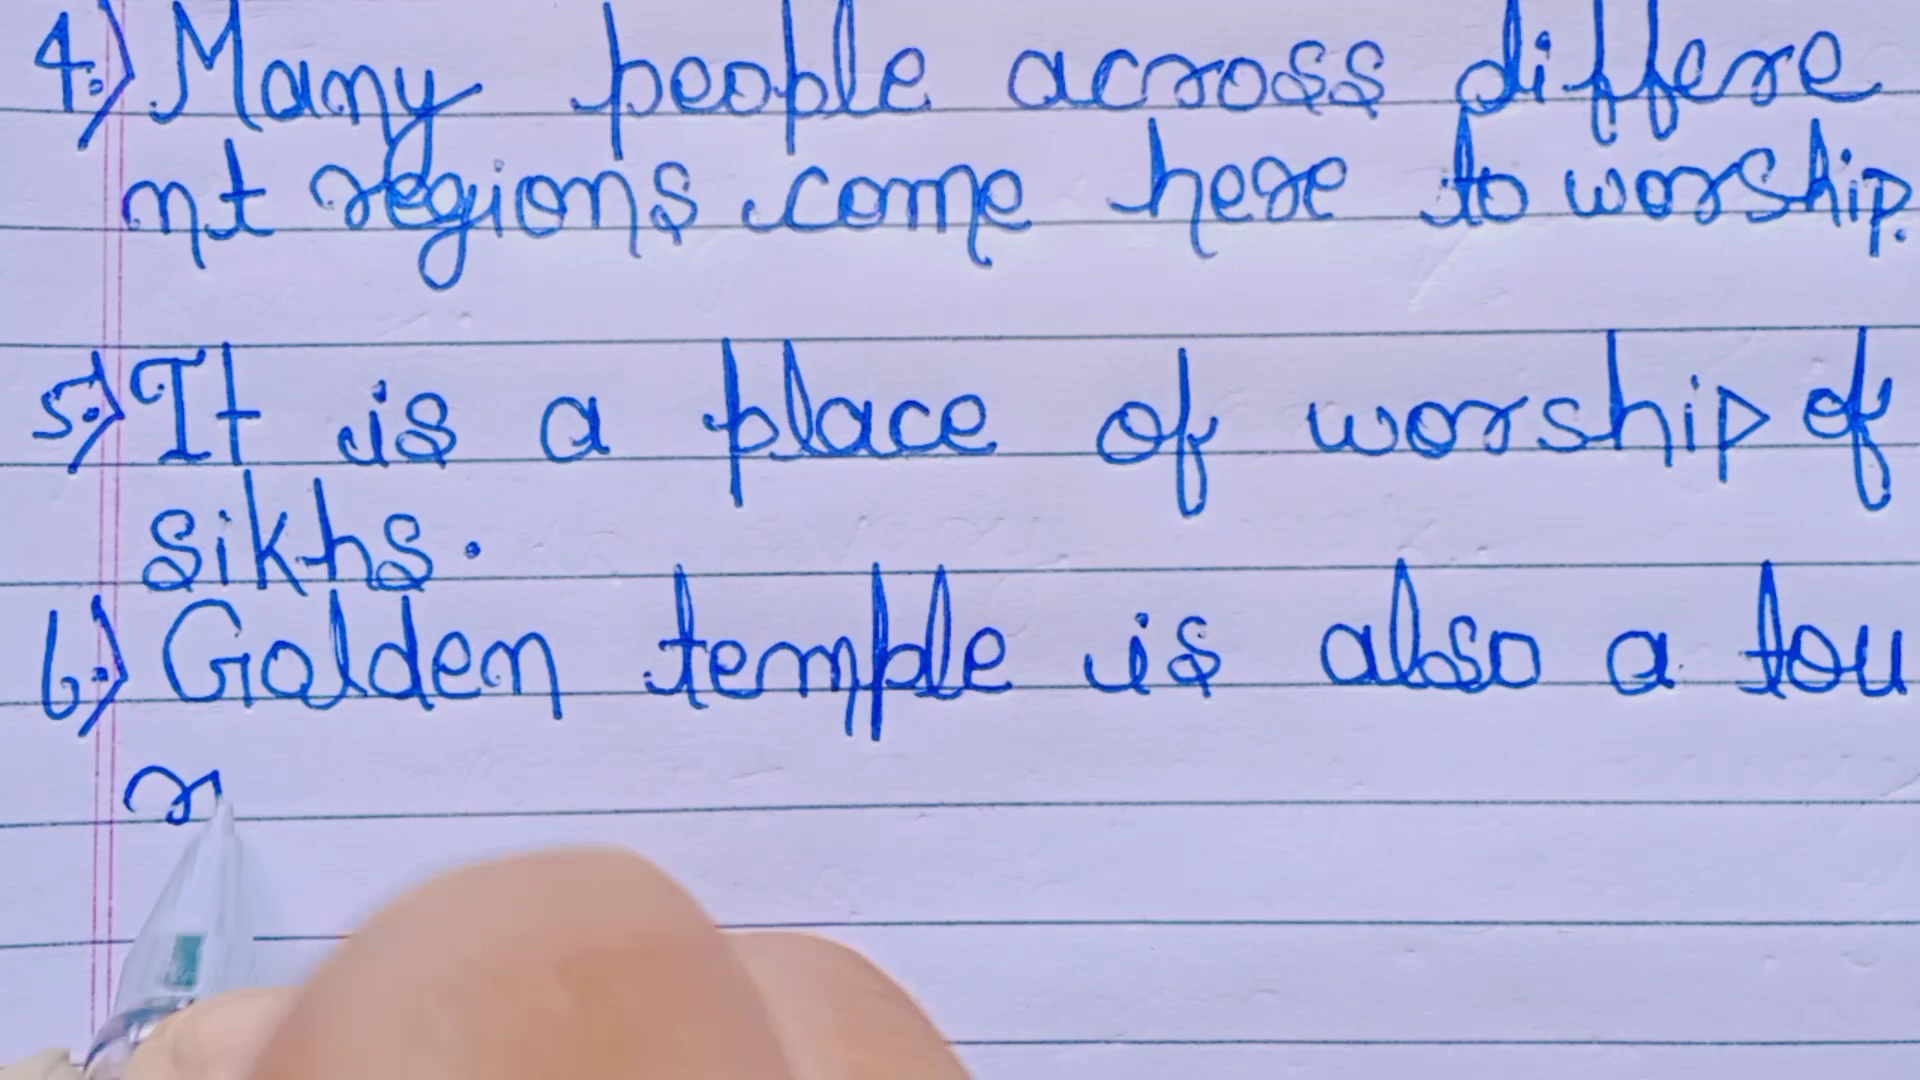 4.) Many people across differe
nt regions come here to worship.
5.) It is a place of worship of
sikhs.
6.) Golden temple is also a tou
r